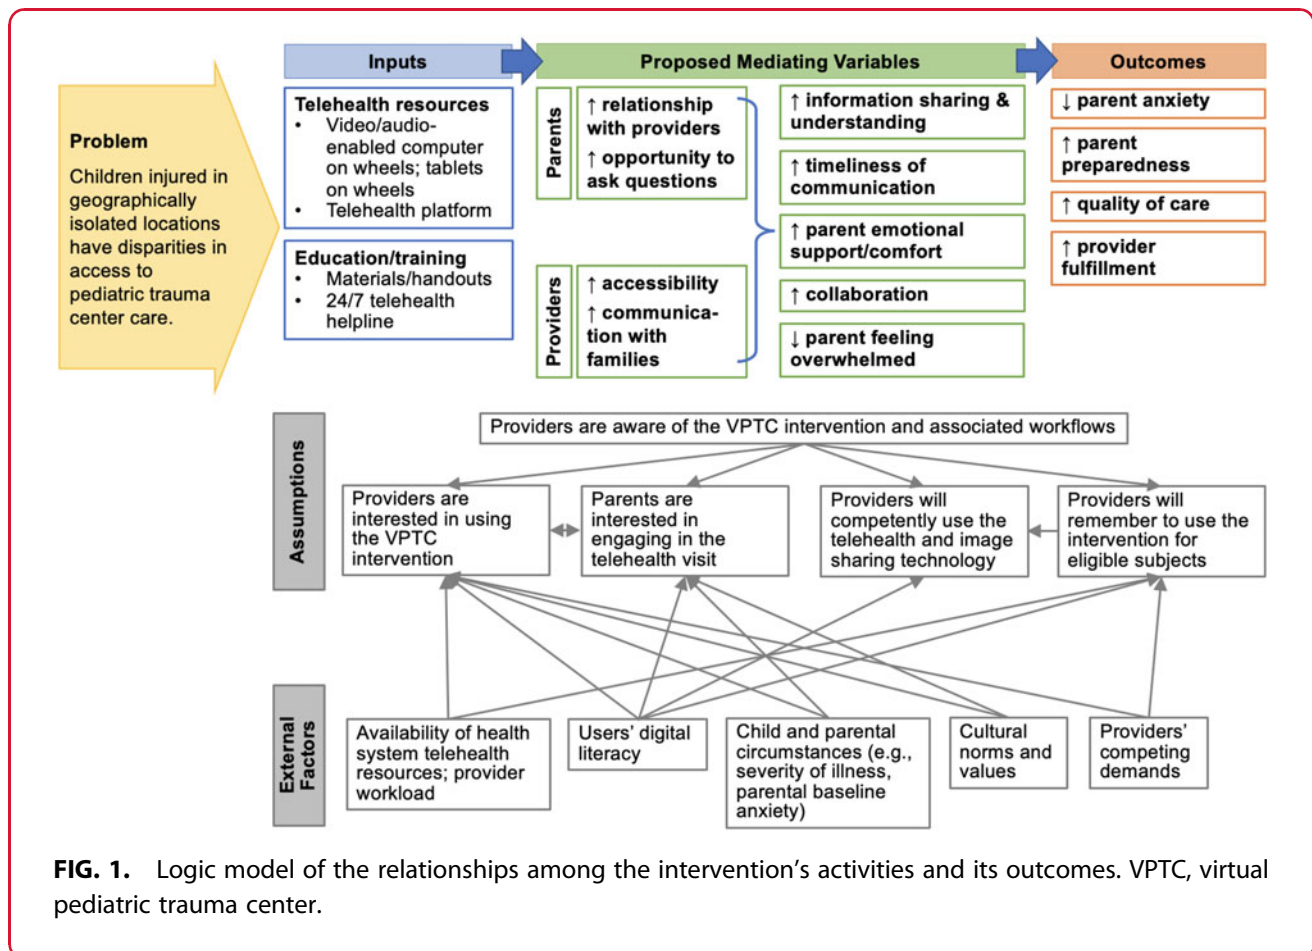 Inputs
Proposed Mediating Variables
Outcomes
Problem
Children injured in
geographically
isolated locations
have disparities in
access to
pediatric trauma
center care.
Telehealth resources
• Video/audio-
enabled computer
on wheels; tablets
on wheels
• Telehealth platform
Education/training
• Materials/handouts
• 24/7 telehealth
helpline
Parents
↑ relationship
with providers
↑ opportunity to
ask questions
Providers
↑ accessibility
↑ communica-
tion with
families
↑ information sharing &
understanding
↑ timeliness of
communication
↑ parent emotional
support/comfort
↑ collaboration
↓ parent feeling
overwhelmed
↓ parent anxiety
↑ parent
preparedness
↑ quality of care
↑ provider
fulfillment
Assumptions
Providers are aware of the VPTC intervention and associated workflows
Providers are
interested in using
the VPTC
intervention
Parents are
interested in
engaging in the
telehealth visit
Providers will
competently use the
telehealth and image
sharing technology
Providers will
remember to use the
intervention for
eligible subjects
External
Factors
Availability of health
system telehealth
resources; provider
workload
Users' digital
literacy
Child and parental
circumstances (e.g.,
severity of illness,
parental baseline
anxiety)
Cultural
norms and
values
Providers'
competing
demands
FIG. 1. Logic model of the relationships among the intervention's activities and its outcomes. VPTC, virtual
pediatric trauma center.